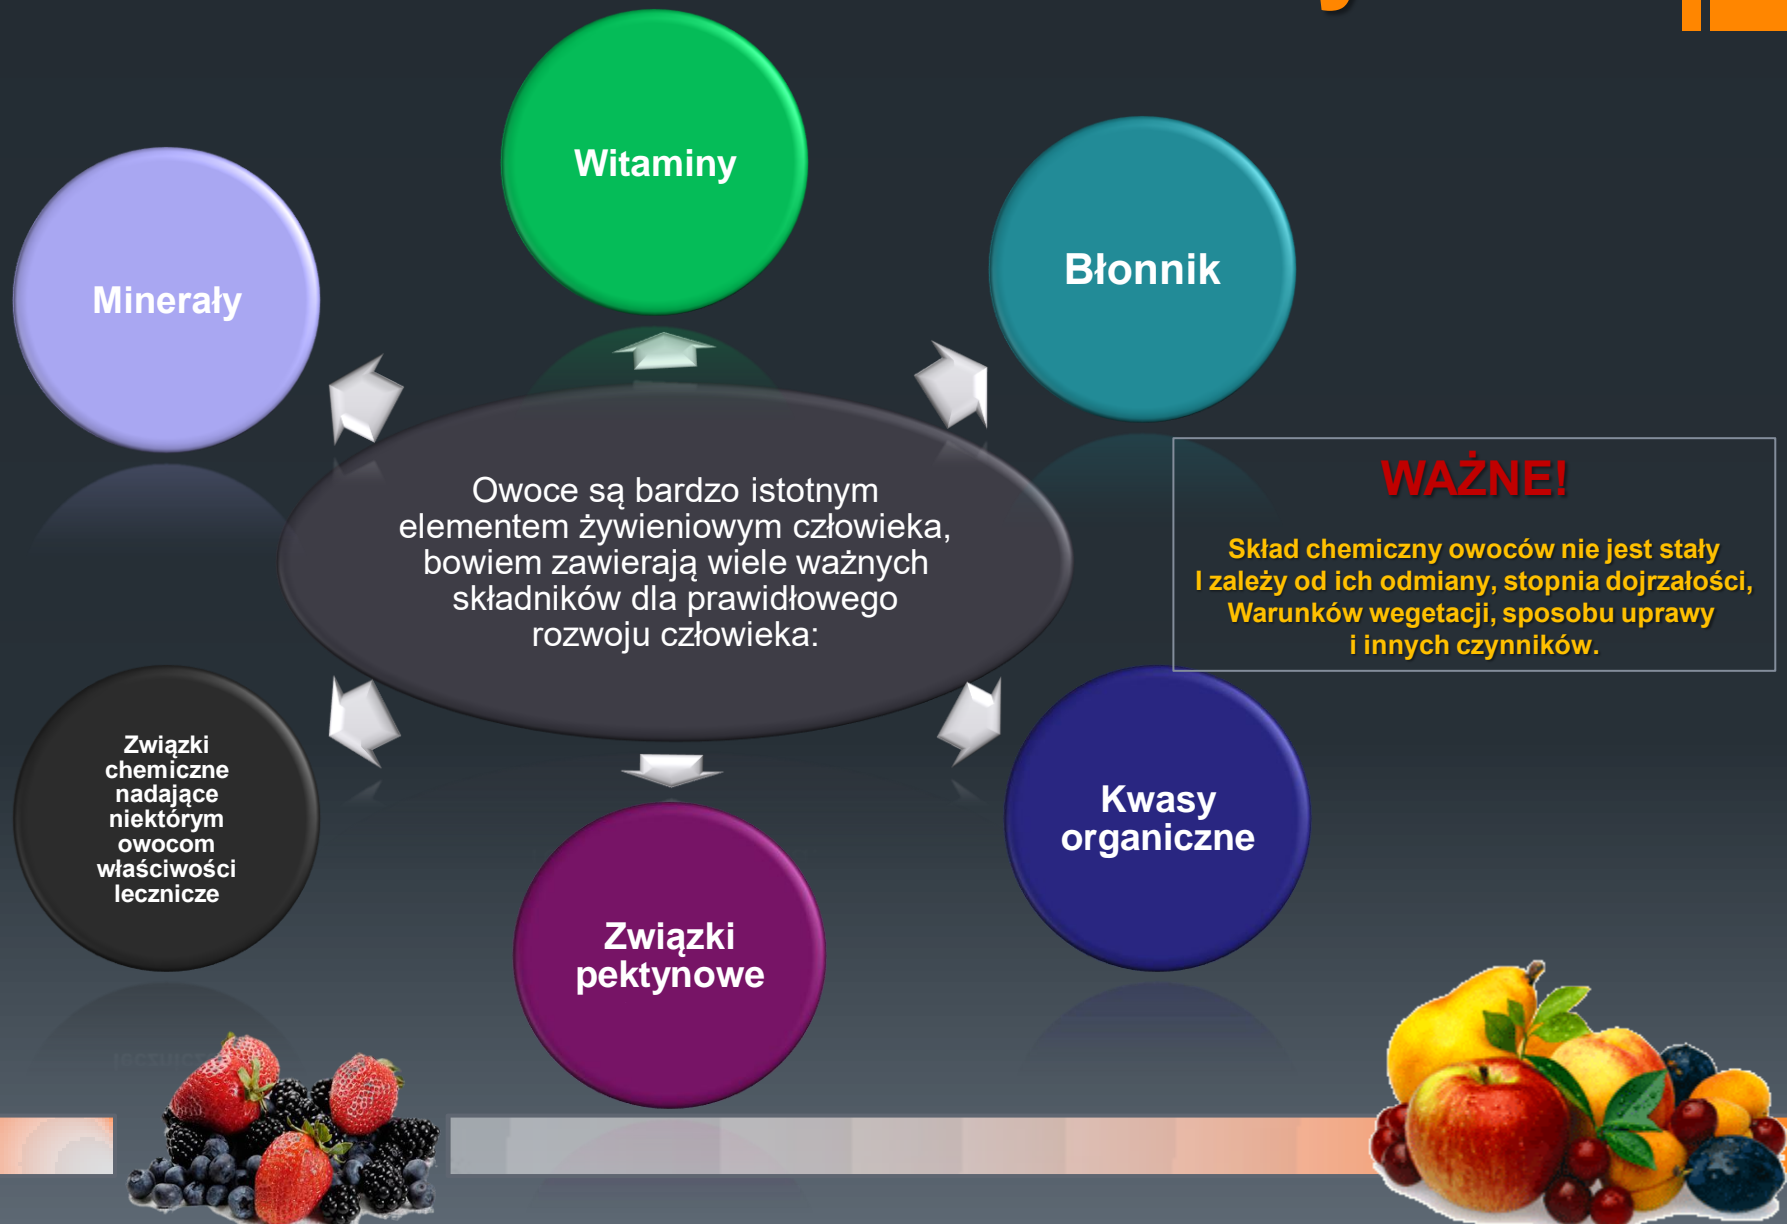 Witaminy
Minerały
Błonnik
Owoce są bardzo istotnym
elementem żywieniowym człowieka,
bowiem zawierają wiele ważnych
składników dla prawidłowego
rozwoju człowieka:
WAŻNE!
Skład chemiczny owoców nie jest stały
I zależy od ich odmiany, stopnia dojrzałości,
Warunków wegetacji, sposobu uprawy
i innych czynników.
Związki
chemiczne
nadające
niektórym
owocom
właściwości
lecznicze
Kwasy
organiczne
Związki
pektynowe